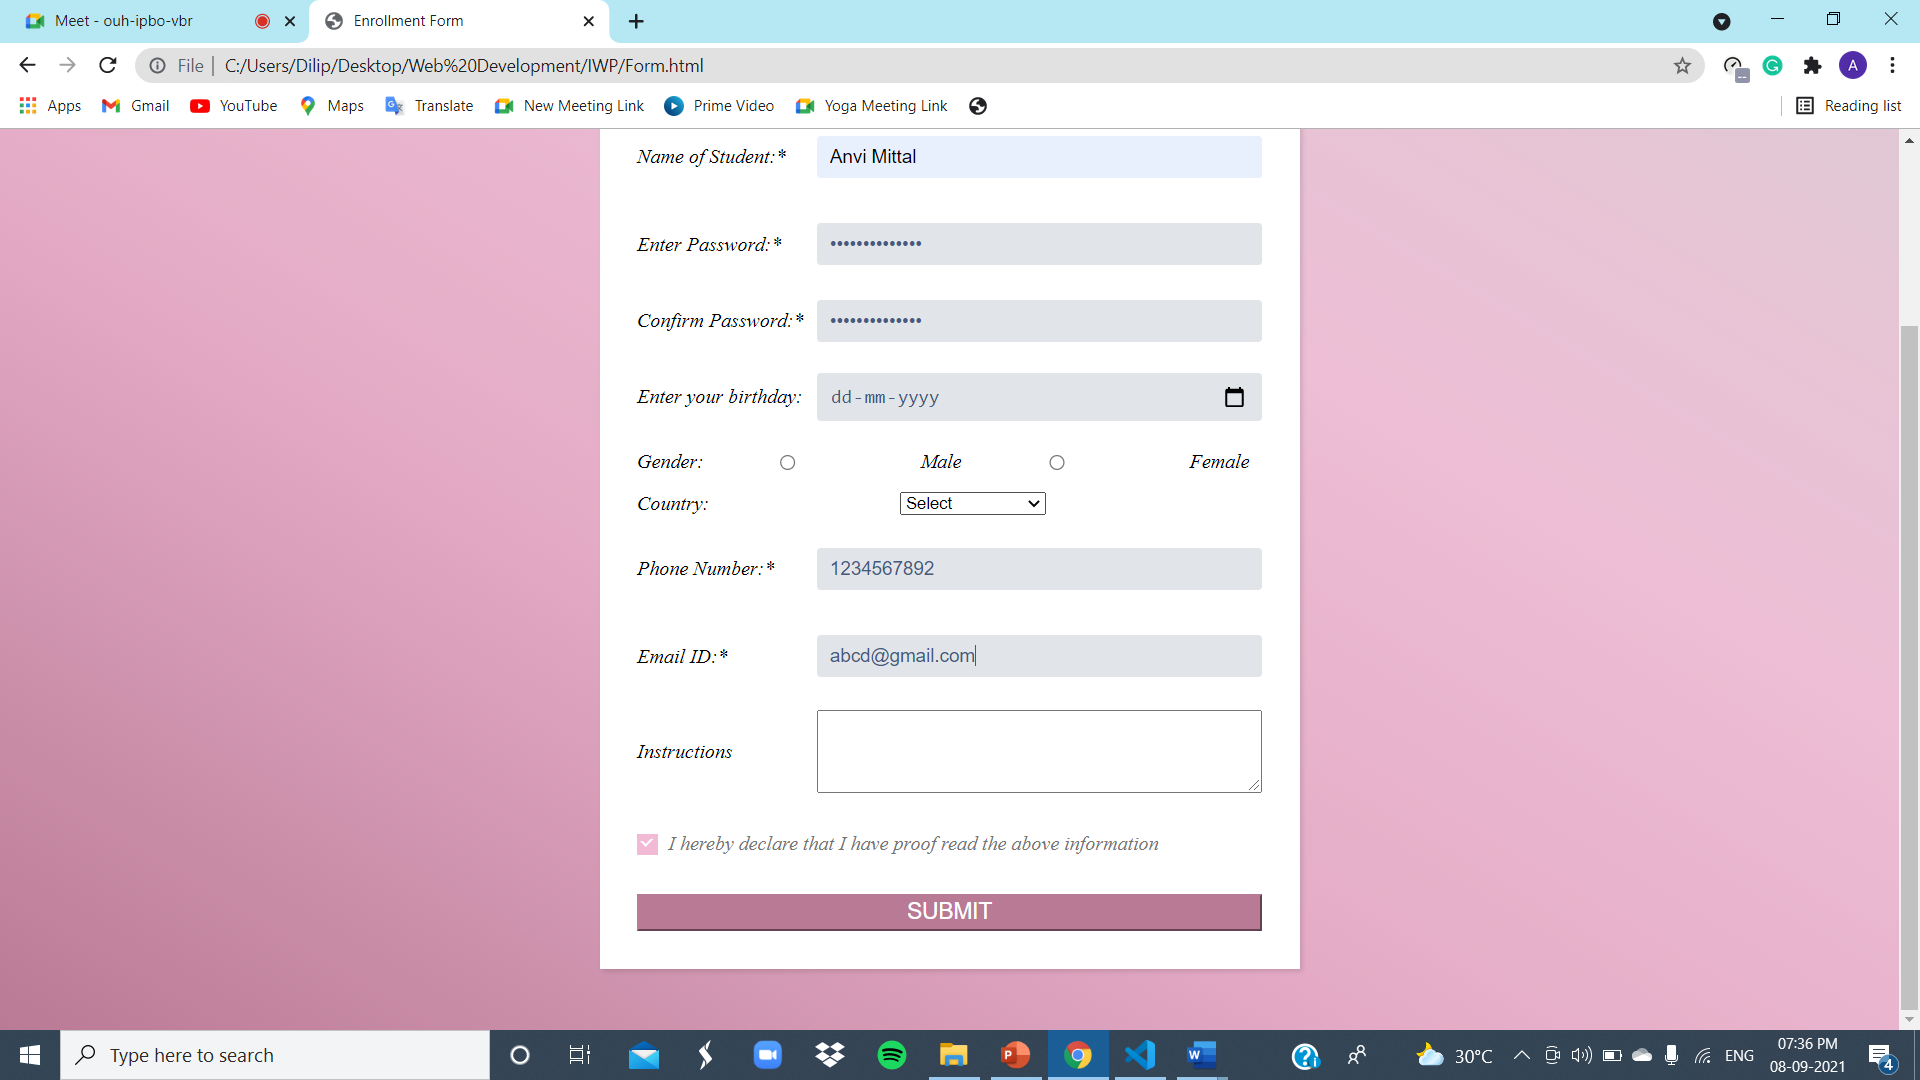 Meet - ouh-ipbo-vbr
Enrollment Form
File | C:/Users/Dilip/Desktop/Web%20Development/IWP/Form.html
A
Apps Gmail YouTube Maps Translate New Meeting Link Prime Video Yoga Meeting Link Reading list
Name of Student:* Anvi Mittal
Enter Password:* ••••••••••••••
Confirm Password:* ••••••••••••••
Enter your birthday: dd-mm-yyyy
Gender: Male Female
Country: Select
Phone Number:* 1234567892
Email ID:* abcd@gmail.com
Instructions
I hereby declare that I have proof read the above information
SUBMIT
Type here to search
30°C
ENG
07:36 PM
08-09-2021
4